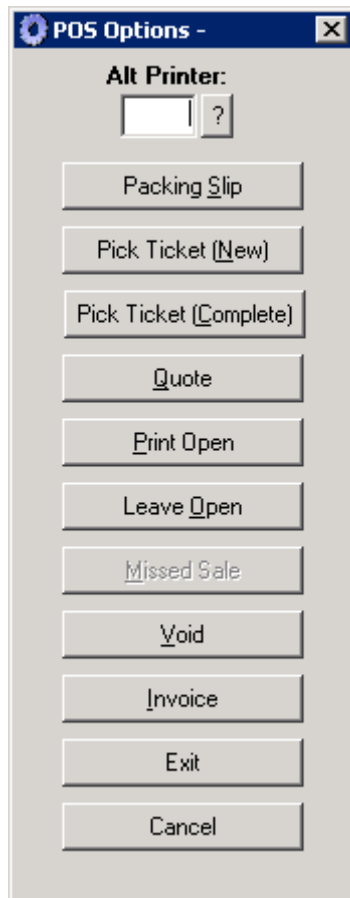 POS Options -
Alt Printer:
?
Packing Slip
Pick Ticket (New)
Pick Ticket (Complete)
Quote
Print Open
Leave Open
Missed Sale
Void
Invoice
Exit
Cancel